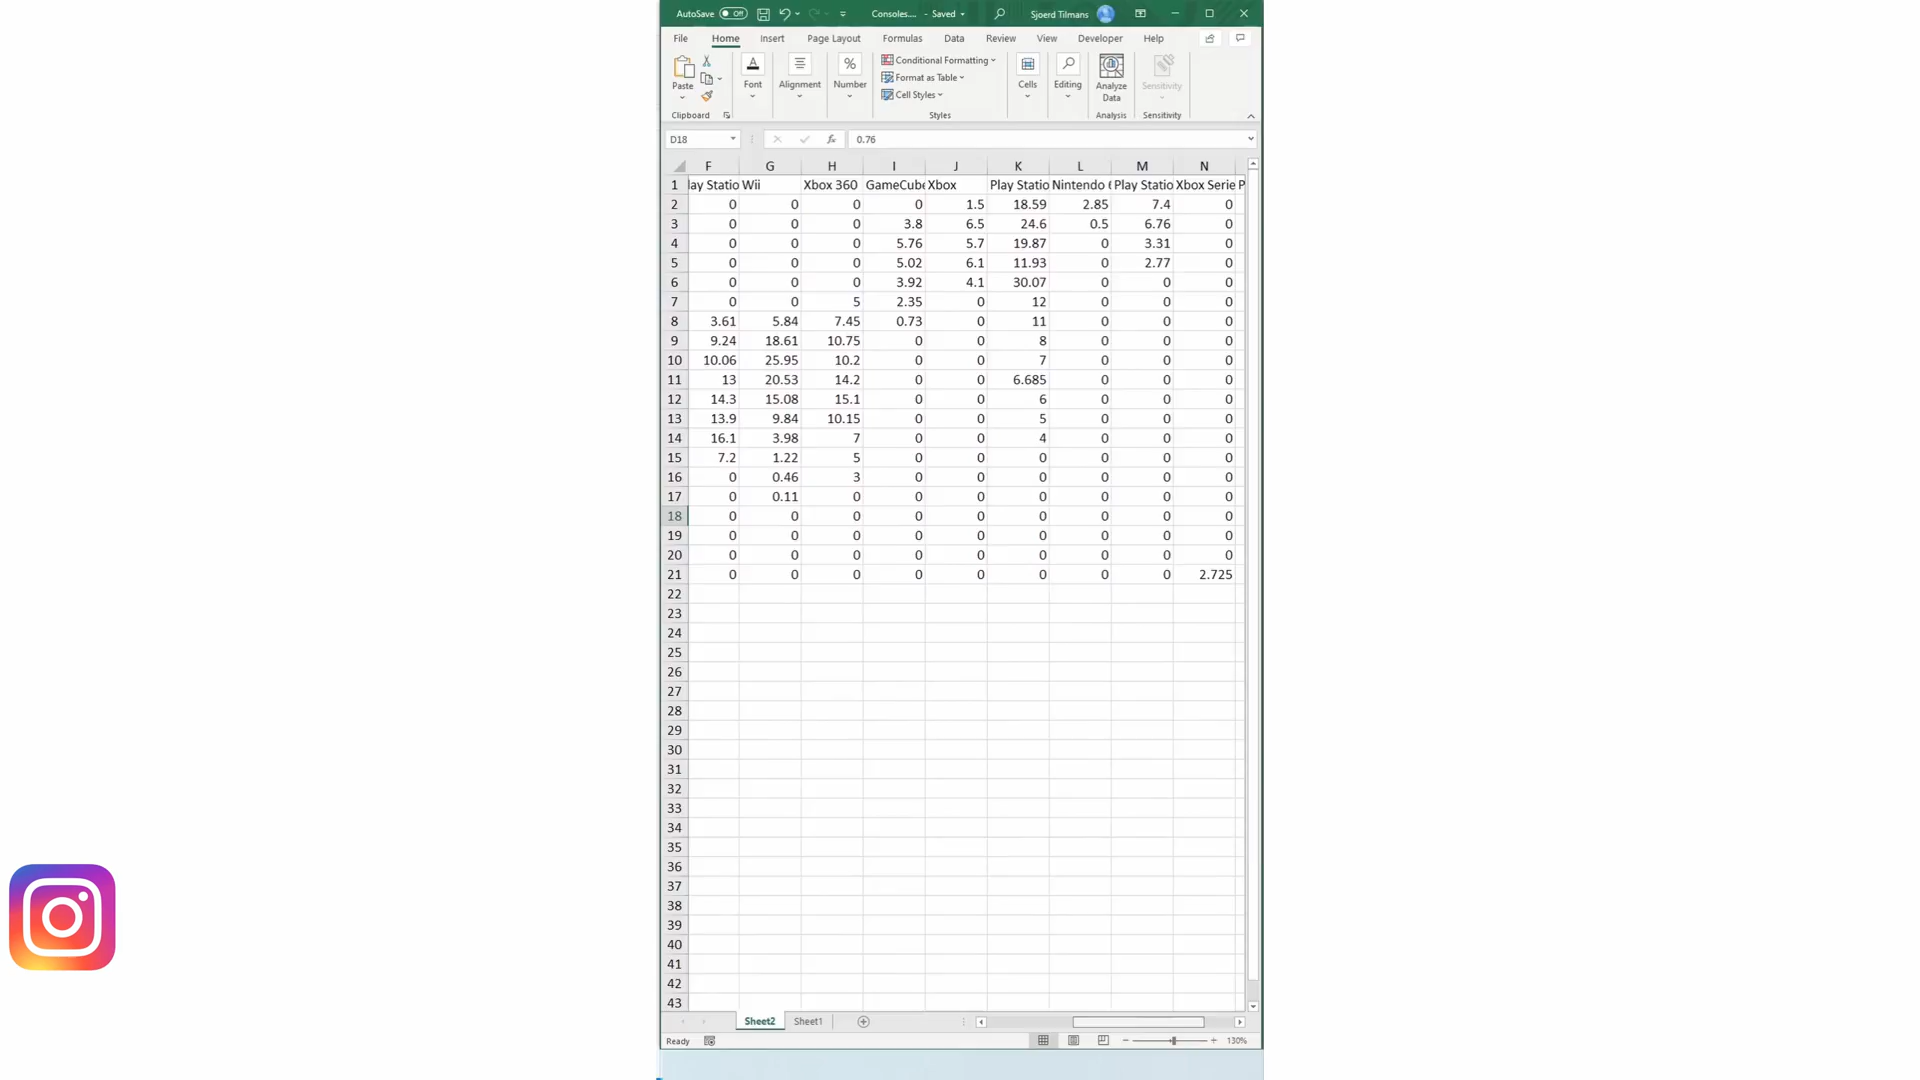 AutoSave Off Consoles.... - Saved Sjoerd Tilmans
File Home Insert Page Layout Formulas Data Review View Developer Help
Paste Font Alignment Number Conditional Formatting Format as Table Cell Styles Cells Editing Analyze Data Sensitivity
Clipboard Styles Analysis Sensitivity
D18 fx 0.76
F G H I J K L M N
1 lay Statio Wii Xbox 360 GameCube Xbox Play Statio Nintendo 6 Play Statio Xbox Serie P
2 0 0 0 0 1.5 18.59 2.85 7.4 0
3 0 0 0 3.8 6.5 24.6 0.5 6.76 0
4 0 0 0 5.76 5.7 19.87 0 3.31 0
5 0 0 0 5.02 6.1 11.93 0 2.77 0
6 0 0 0 3.92 4.1 30.07 0 0 0
7 0 0 5 2.35 0 12 0 0 0
8 3.61 5.84 7.45 0.73 0 11 0 0 0
9 9.24 18.61 10.75 0 0 8 0 0 0
10 10.06 25.95 10.2 0 0 7 0 0 0
11 13 20.53 14.2 0 0 6.685 0 0 0
12 14.3 15.08 15.1 0 0 6 0 0 0
13 13.9 9.84 10.15 0 0 5 0 0 0
14 16.1 3.98 7 0 0 4 0 0 0
15 7.2 1.22 5 0 0 0 0 0 0
16 0 0.46 3 0 0 0 0 0 0
17 0 0.11 0 0 0 0 0 0 0
18 0 0 0 0 0 0 0 0 0
19 0 0 0 0 0 0 0 0 0
20 0 0 0 0 0 0 0 0 0
21 0 0 0 0 0 0 0 0 2.725
22
23
24
25
26
27
28
29
30
31
32
33
34
35
36
37
38
39
40
41
42
43
Sheet2 Sheet1
Ready 130%